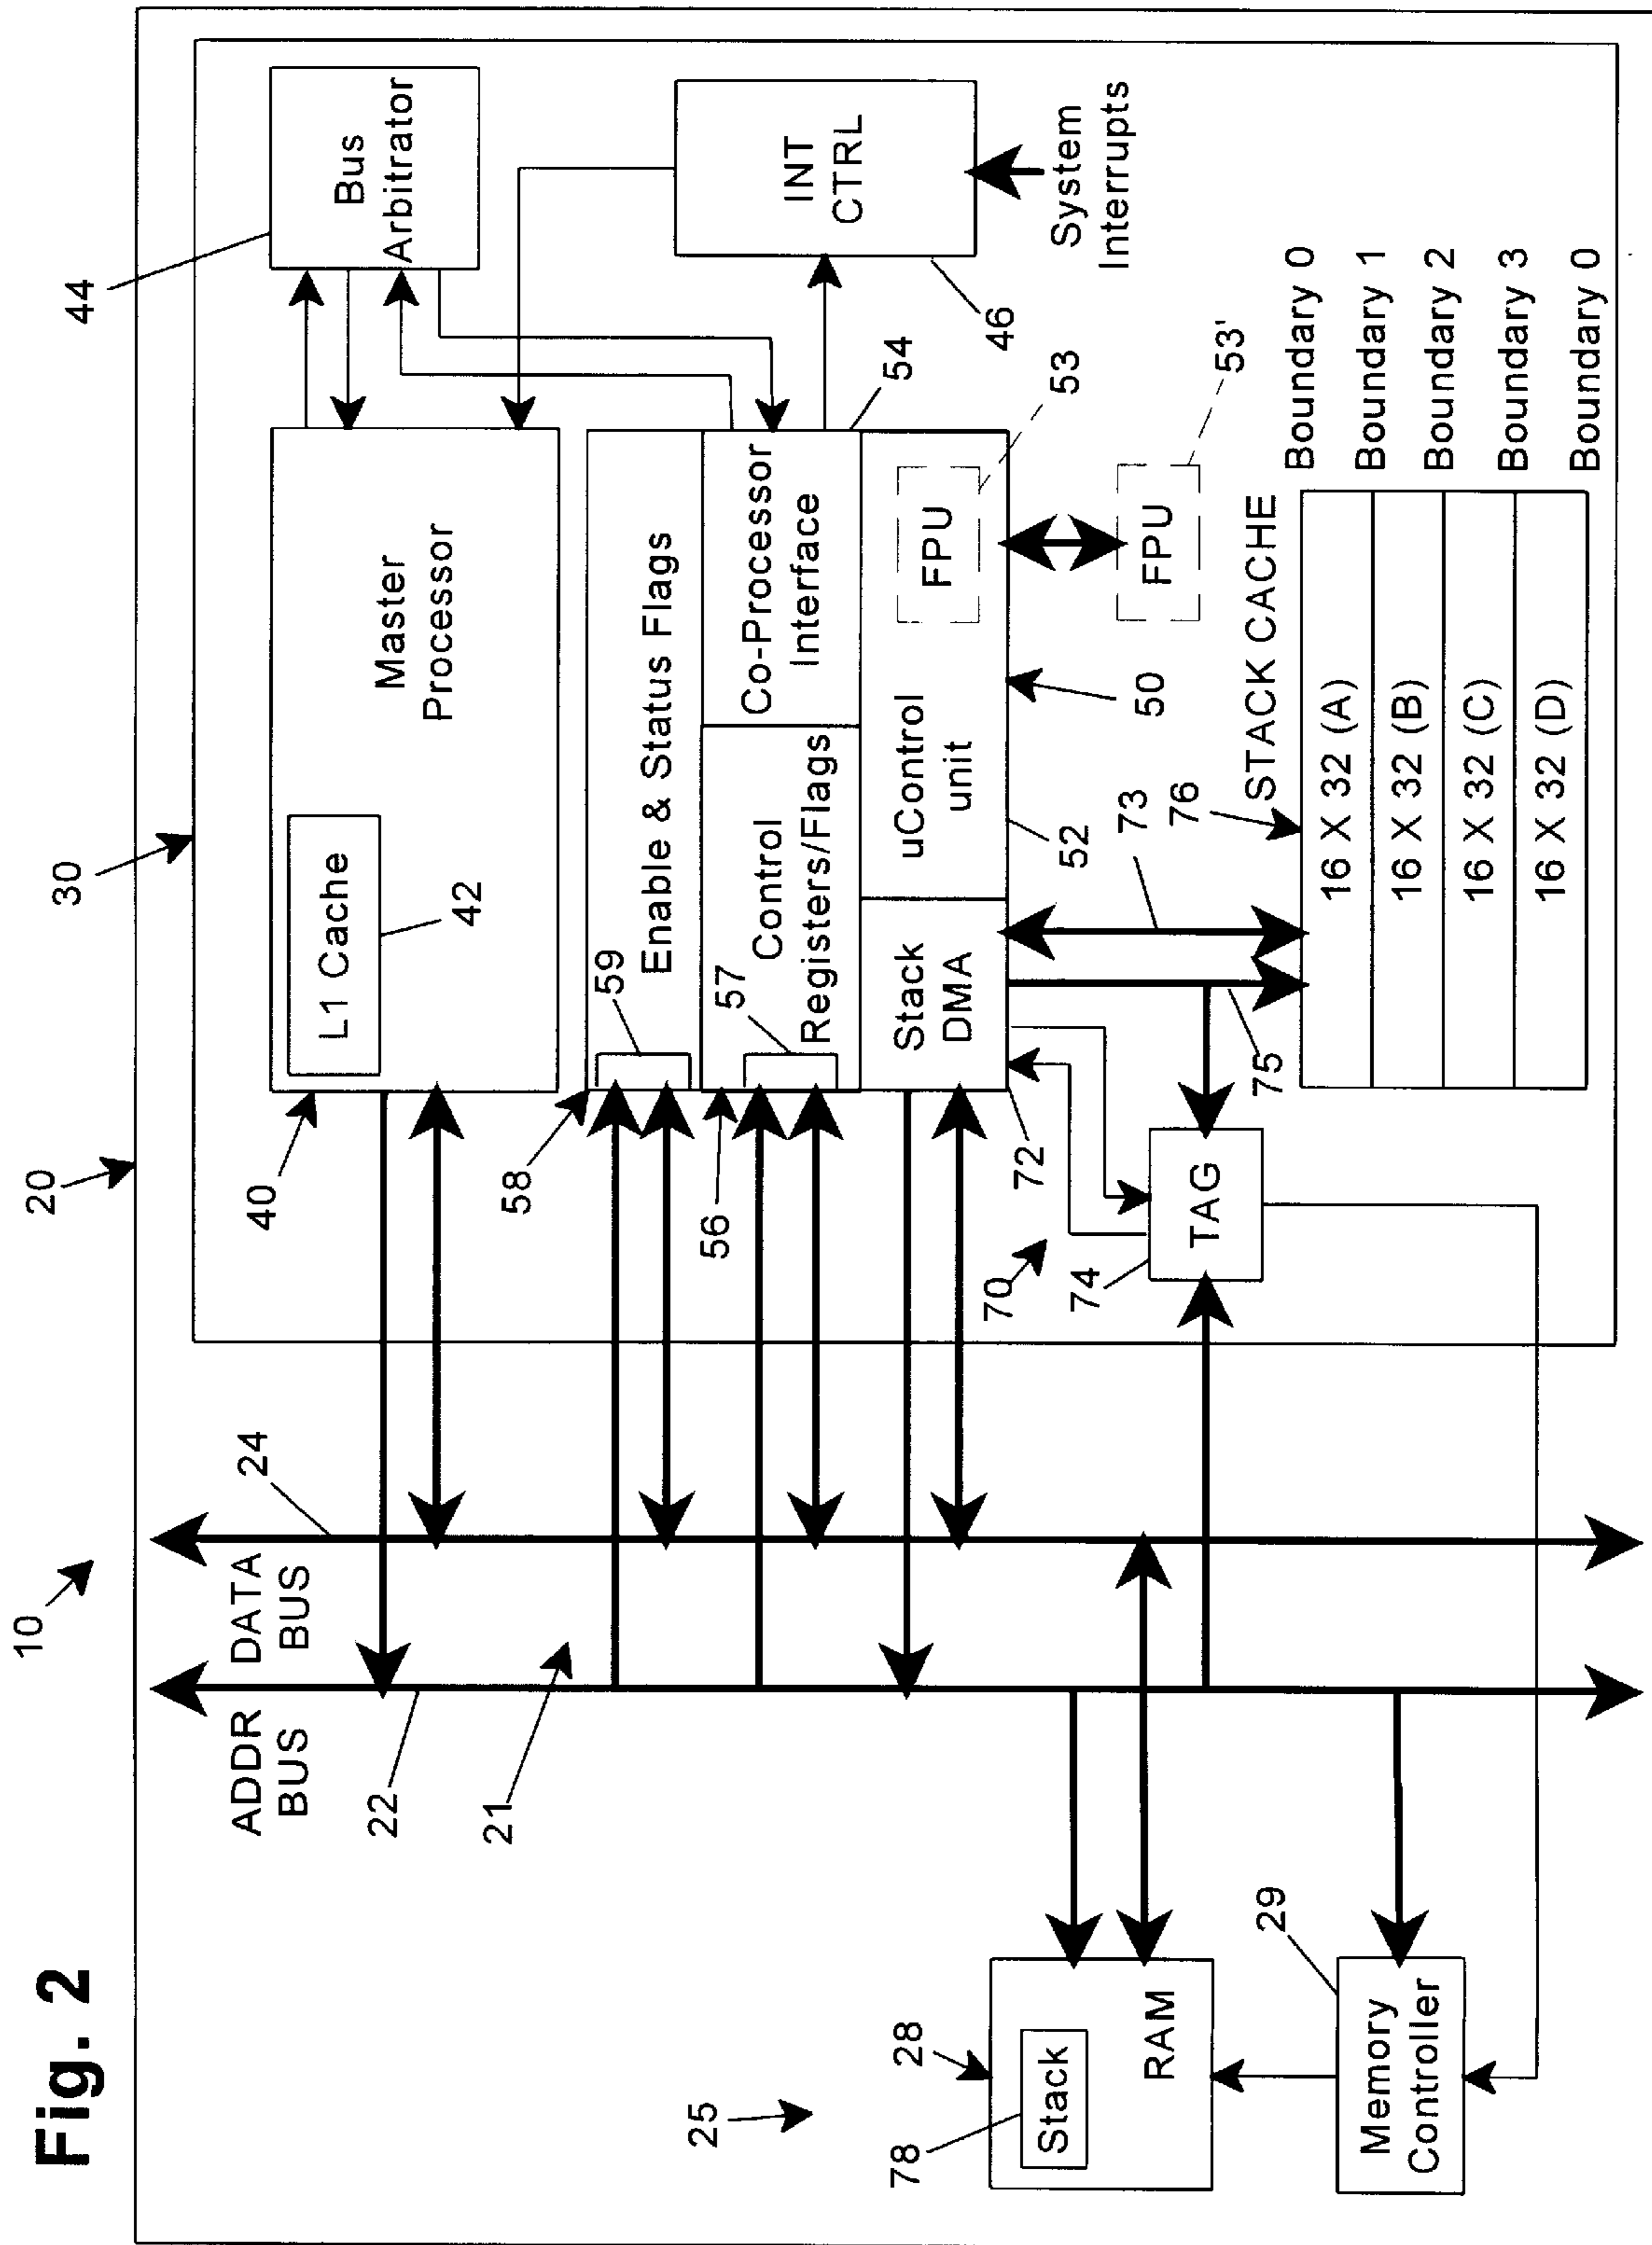 Fig. 2
10
20
30
44
ADDR
BUS
DATA
BUS
24
22
21
40
L1 Cache
42
Master
Processor
Bus
Arbitrator
58
59
Enable & Status Flags
56
57
Control
Registers/Flags
Co-Processor
Interface
54
INT
CTRL
46
System
Interrupts
Stack
DMA
72
uControl
unit
52
50
FPU
53
FPU
53'
25
28
78
Stack
RAM
29
Memory
Controller
70
74
TAG
75
73
76
STACK CACHE
16 X 32 (A)
16 X 32 (B)
16 X 32 (C)
16 X 32 (D)
Boundary 0
Boundary 1
Boundary 2
Boundary 3
Boundary 0